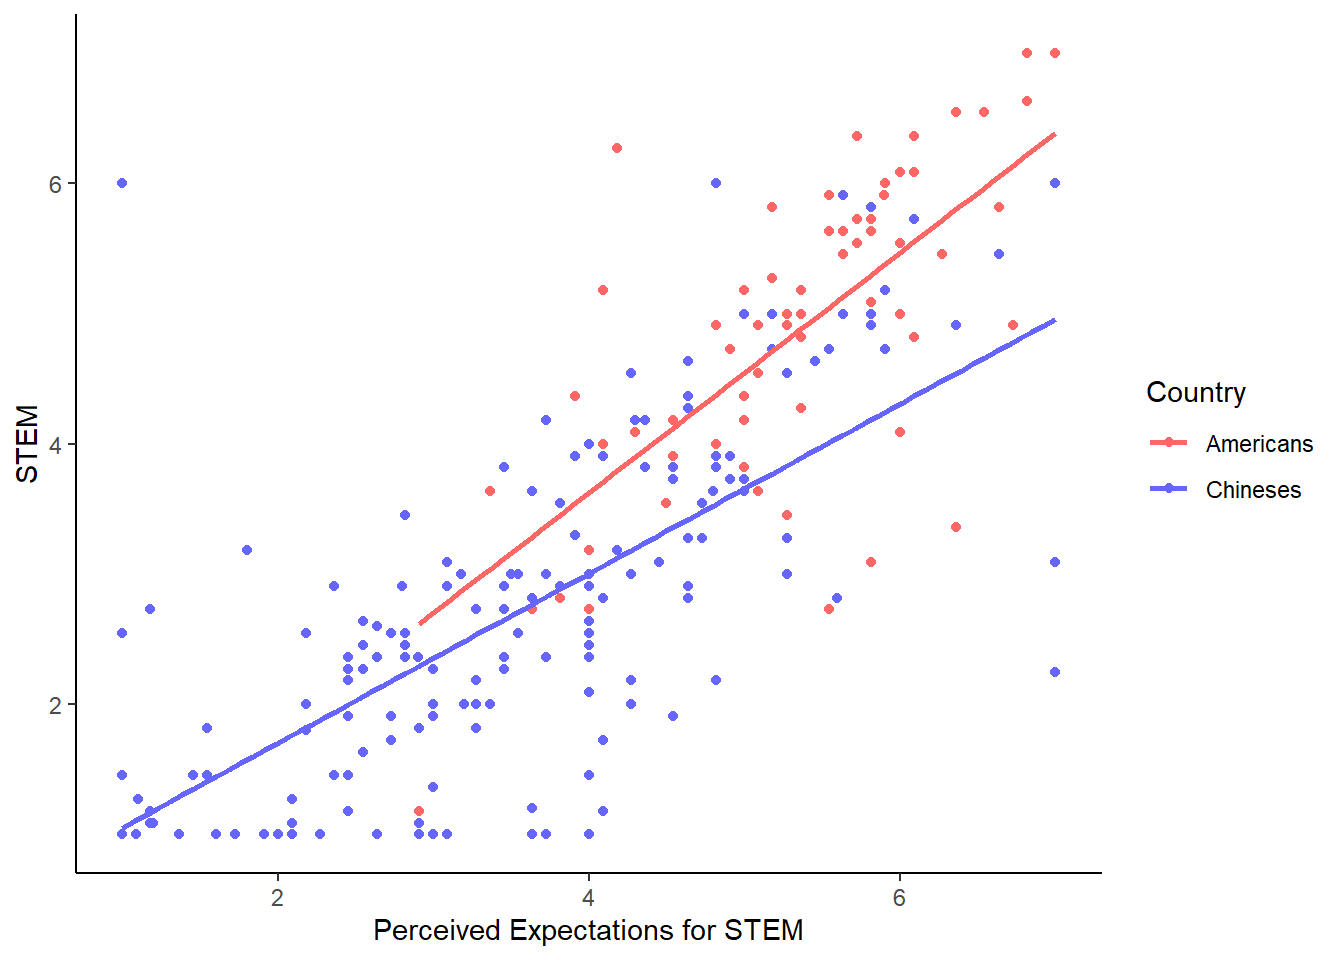 STEM
6
4
2
2 4 6
Perceived Expectations for STEM
Country
Americans
Chineses